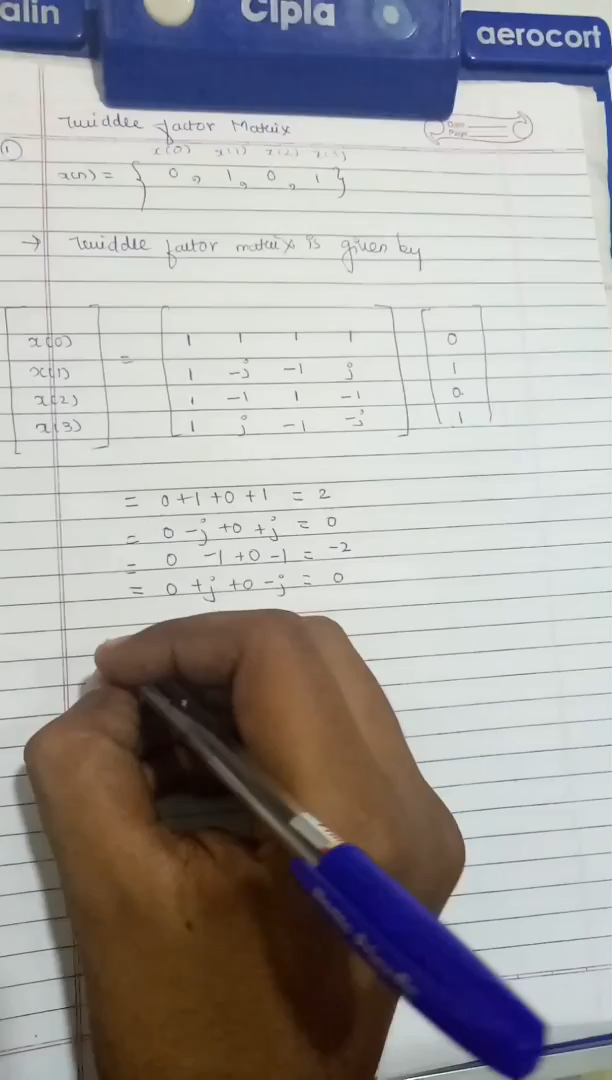 alin
Cipla
aerocort
Twiddle factor Matrix
Date
Page
①
x(0) x(1) x(2) x(3)
x(n) = { 0, 1, 0, 1 }
→ Twiddle factor matrix is given by
x(0) = 1 1 1 1 0
x(1) 1 -j -1 j 1
x(2) 1 -1 1 -1 0
x(3) 1 j -1 -j 1
= 0+1+0+1 = 2
= 0-j+0+j = 0
= 0 -1+0-1 = -2
= 0+j+0-j = 0